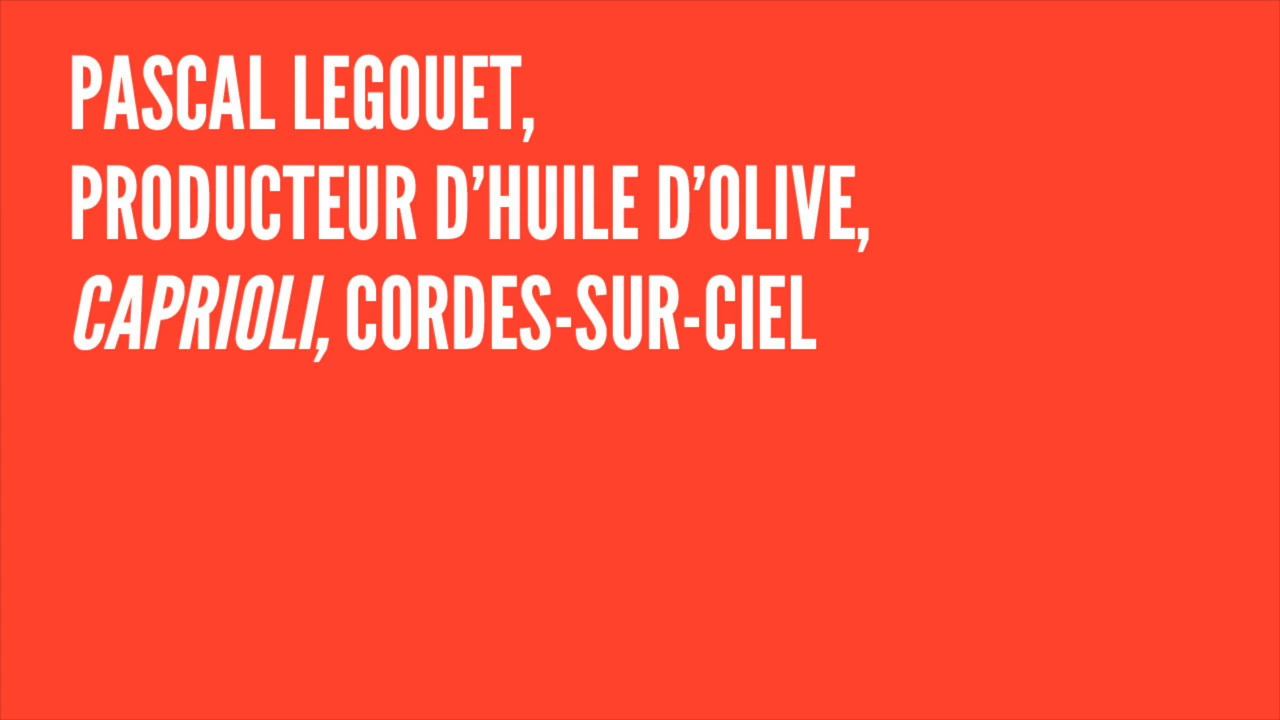 PASCAL LEGOUET,
PRODUCTEUR D’HUILE D’OLIVE,
CAPRIOLI, CORDES-SUR-CIEL